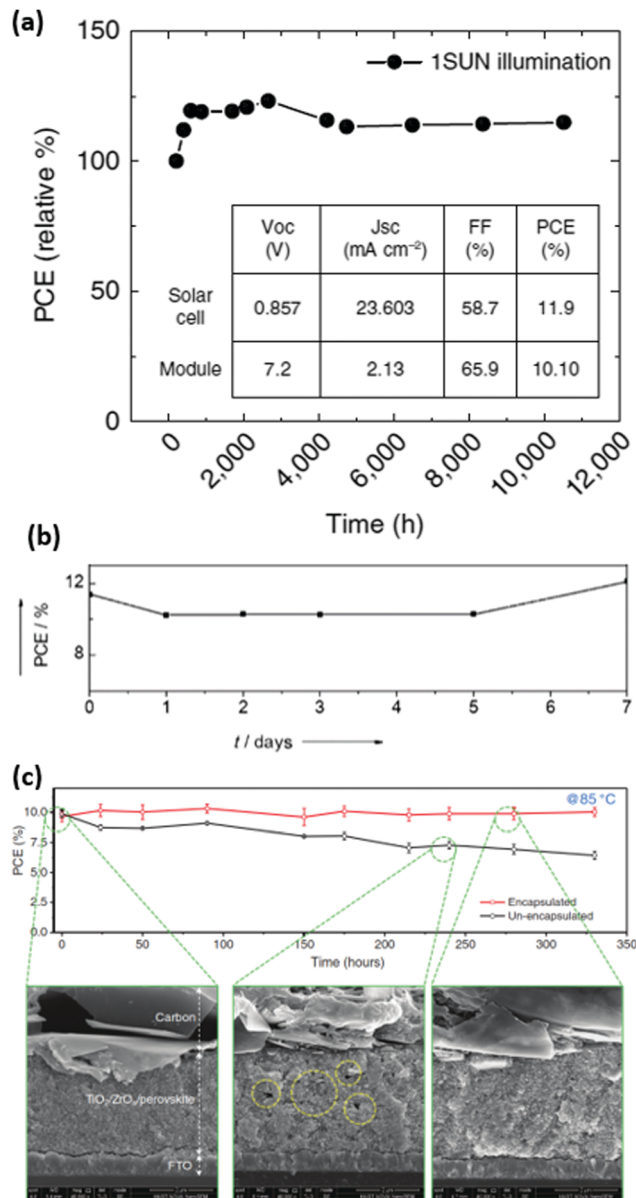 (a)
150
100
50
0
PCE (relative %)
1SUN illumination
Voc (V) Jsc (mA cm⁻²) FF (%) PCE (%)
Solar cell 0.857 23.603 58.7 11.9
Module 7.2 2.13 65.9 10.10
0 2,000 4,000 6,000 8,000 10,000 12,000
Time (h)
(b)
12
8
PCE / %
0 1 2 3 4 5 6 7
t / days
(c)
@85 °C
10.0
7.5
5.0
2.5
0.0
PCE (%)
Encapsulated
Un-encapsulated
0 50 100 150 200 250 300 350
Time (hours)
Carbon
TiO₂/ZrO₂/perovskite
FTO